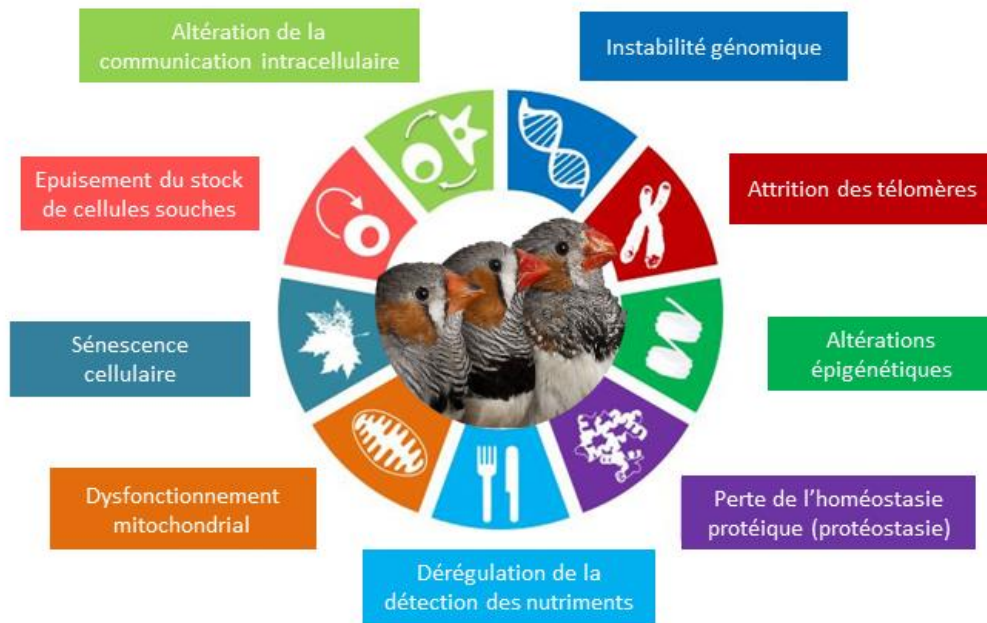 Altération de la
communication intracellulaire
Instabilité génomique
Epuisement du stock
de cellules souches
Attrition des télomères
Sénescence
cellulaire
Altérations
épigénétiques
Dysfonctionnement
mitochondrial
Perte de l'homéostasie
protéique (protéostasie)
Dérégulation de la
détection des nutriments